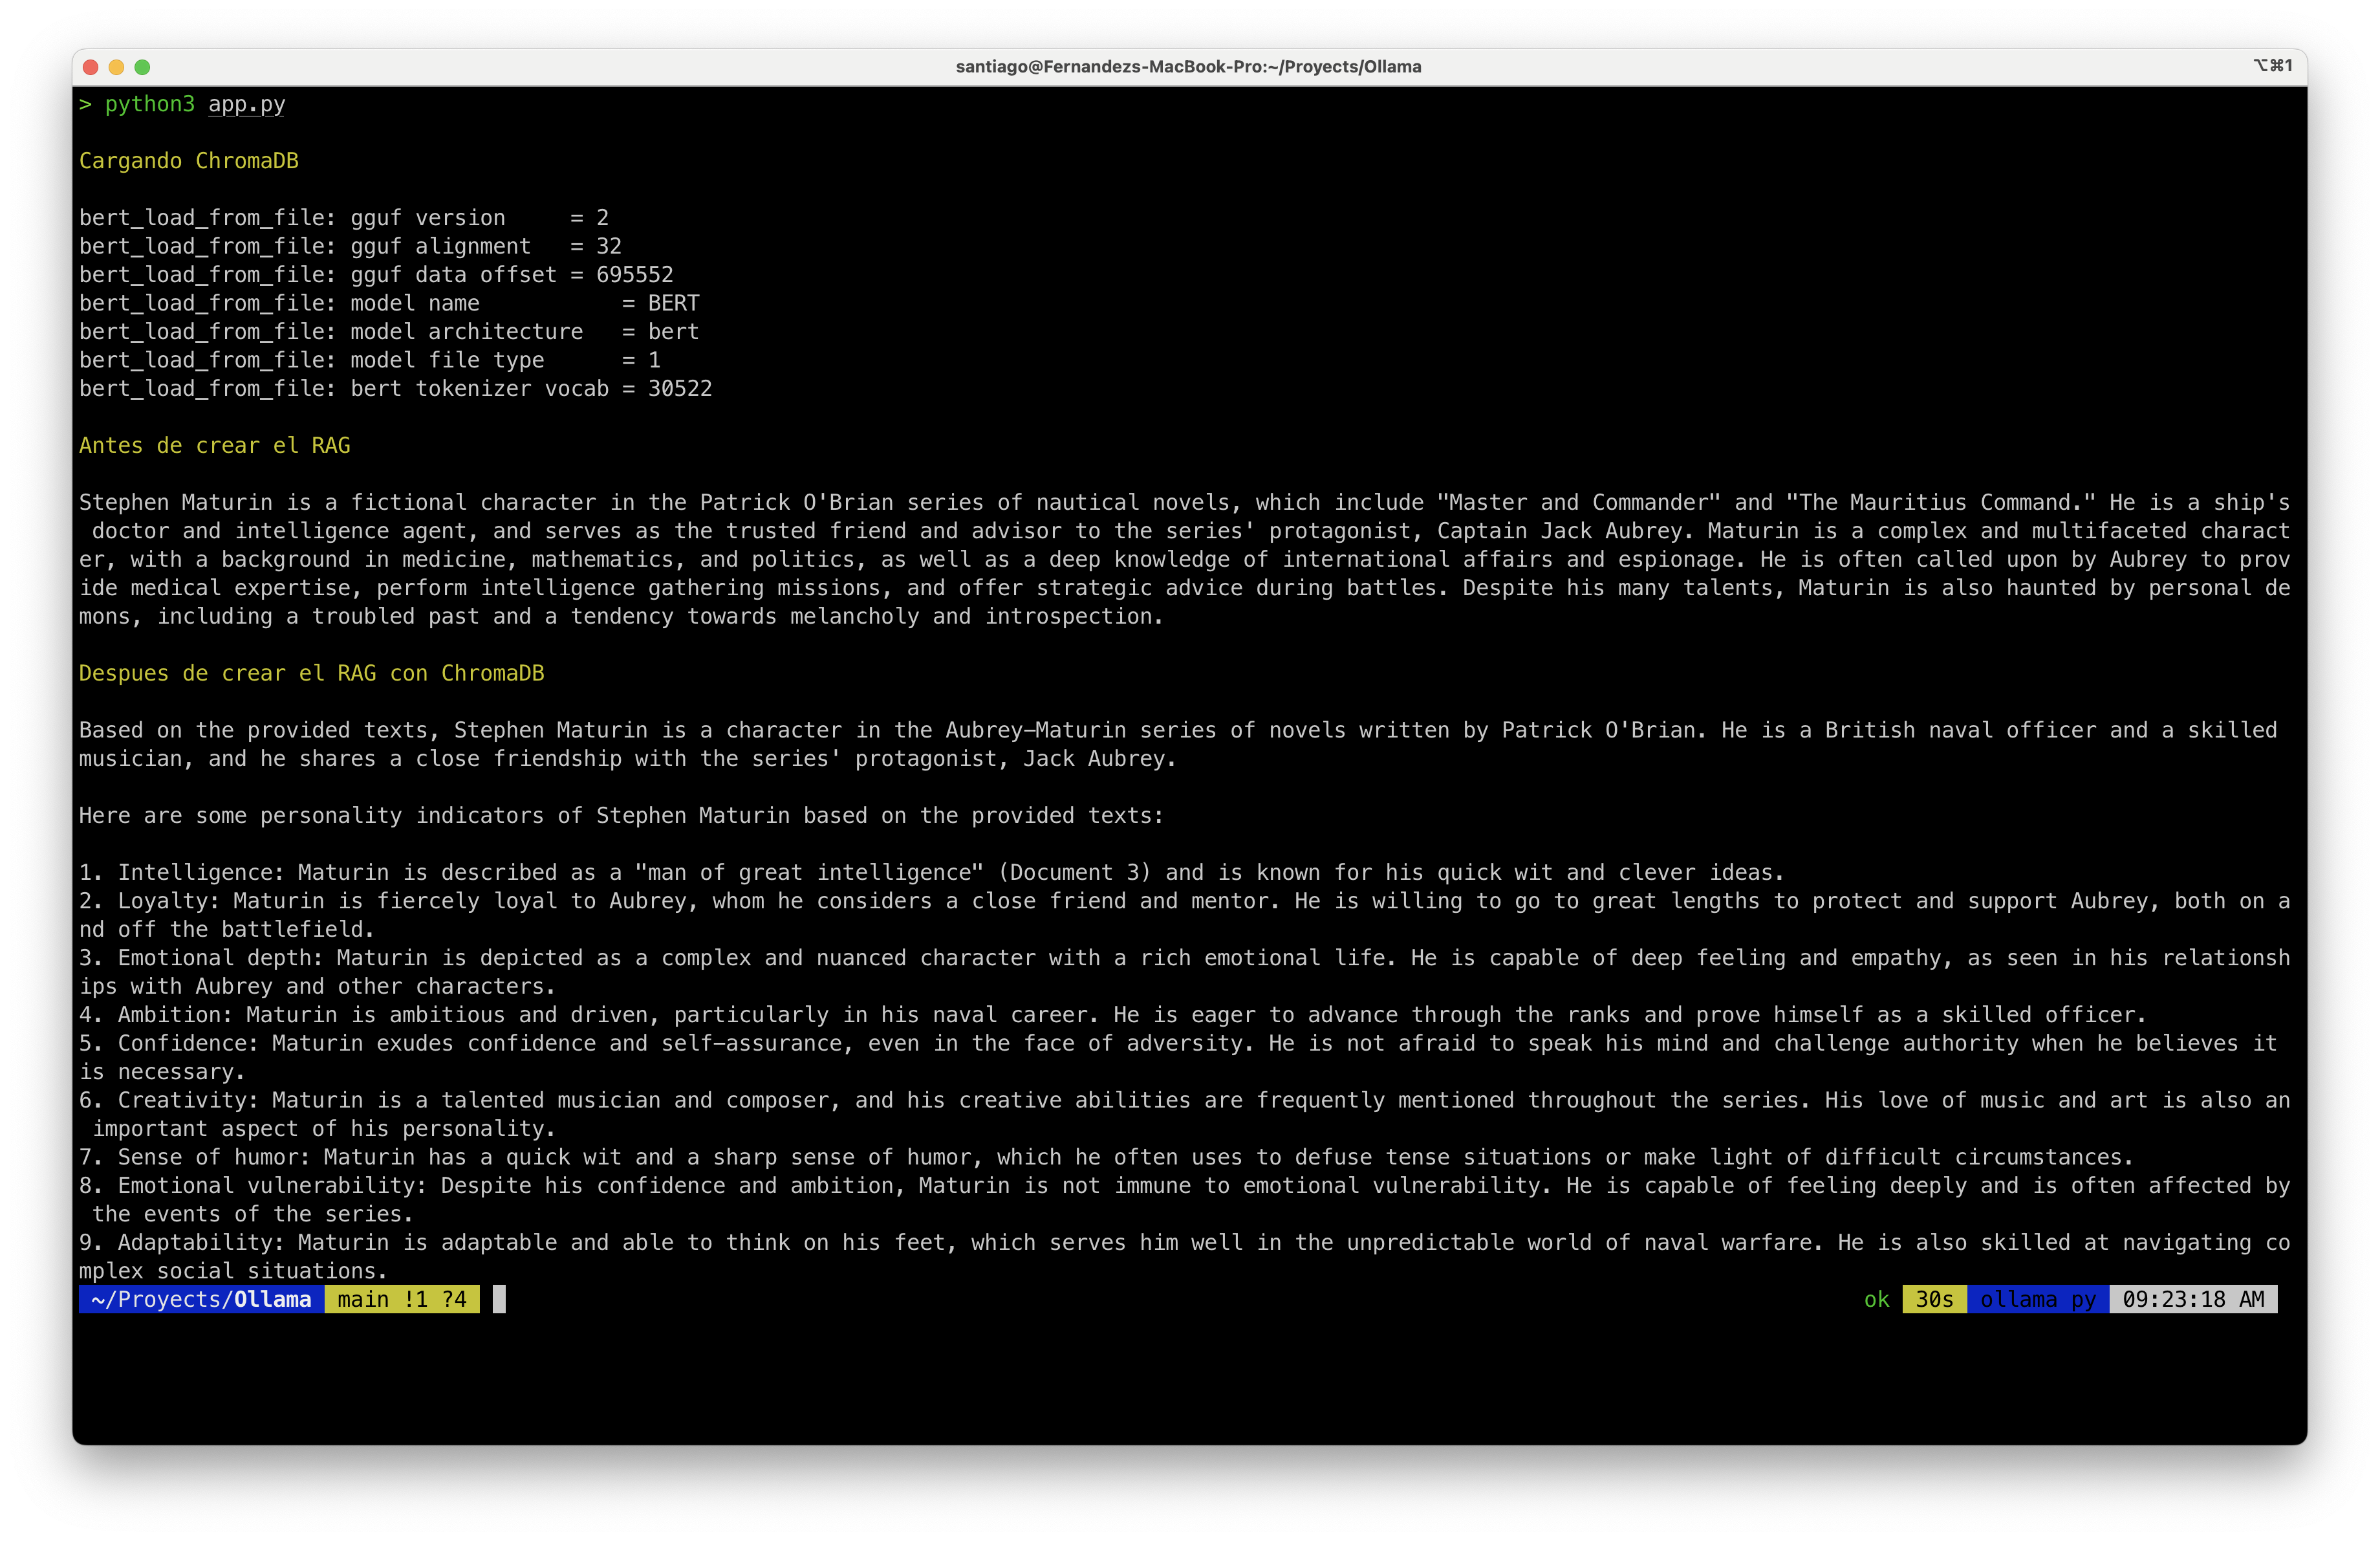 santiago@Fernandezs-MacBook-Pro:~/Proyects/Ollama
⌥⌘1
> python3 app.py
Cargando ChromaDB
bert_load_from_file: gguf version     = 2
bert_load_from_file: gguf alignment   = 32
bert_load_from_file: gguf data offset = 695552
bert_load_from_file: model name           = BERT
bert_load_from_file: model architecture   = bert
bert_load_from_file: model file type      = 1
bert_load_from_file: bert tokenizer vocab = 30522
Antes de crear el RAG
Stephen Maturin is a fictional character in the Patrick O'Brian series of nautical novels, which include "Master and Commander" and "The Mauritius Command." He is a ship's
 doctor and intelligence agent, and serves as the trusted friend and advisor to the series' protagonist, Captain Jack Aubrey. Maturin is a complex and multifaceted charact
er, with a background in medicine, mathematics, and politics, as well as a deep knowledge of international affairs and espionage. He is often called upon by Aubrey to prov
ide medical expertise, perform intelligence gathering missions, and offer strategic advice during battles. Despite his many talents, Maturin is also haunted by personal de
mons, including a troubled past and a tendency towards melancholy and introspection.
Despues de crear el RAG con ChromaDB
Based on the provided texts, Stephen Maturin is a character in the Aubrey–Maturin series of novels written by Patrick O'Brian. He is a British naval officer and a skilled
musician, and he shares a close friendship with the series' protagonist, Jack Aubrey.
Here are some personality indicators of Stephen Maturin based on the provided texts:
1. Intelligence: Maturin is described as a "man of great intelligence" (Document 3) and is known for his quick wit and clever ideas.
2. Loyalty: Maturin is fiercely loyal to Aubrey, whom he considers a close friend and mentor. He is willing to go to great lengths to protect and support Aubrey, both on a
nd off the battlefield.
3. Emotional depth: Maturin is depicted as a complex and nuanced character with a rich emotional life. He is capable of deep feeling and empathy, as seen in his relationsh
ips with Aubrey and other characters.
4. Ambition: Maturin is ambitious and driven, particularly in his naval career. He is eager to advance through the ranks and prove himself as a skilled officer.
5. Confidence: Maturin exudes confidence and self-assurance, even in the face of adversity. He is not afraid to speak his mind and challenge authority when he believes it
is necessary.
6. Creativity: Maturin is a talented musician and composer, and his creative abilities are frequently mentioned throughout the series. His love of music and art is also an
 important aspect of his personality.
7. Sense of humor: Maturin has a quick wit and a sharp sense of humor, which he often uses to defuse tense situations or make light of difficult circumstances.
8. Emotional vulnerability: Despite his confidence and ambition, Maturin is not immune to emotional vulnerability. He is capable of feeling deeply and is often affected by
 the events of the series.
9. Adaptability: Maturin is adaptable and able to think on his feet, which serves him well in the unpredictable world of naval warfare. He is also skilled at navigating co
mplex social situations.
~/Proyects/Ollama main !1 ?4 ok 30s ollama py 09:23:18 AM